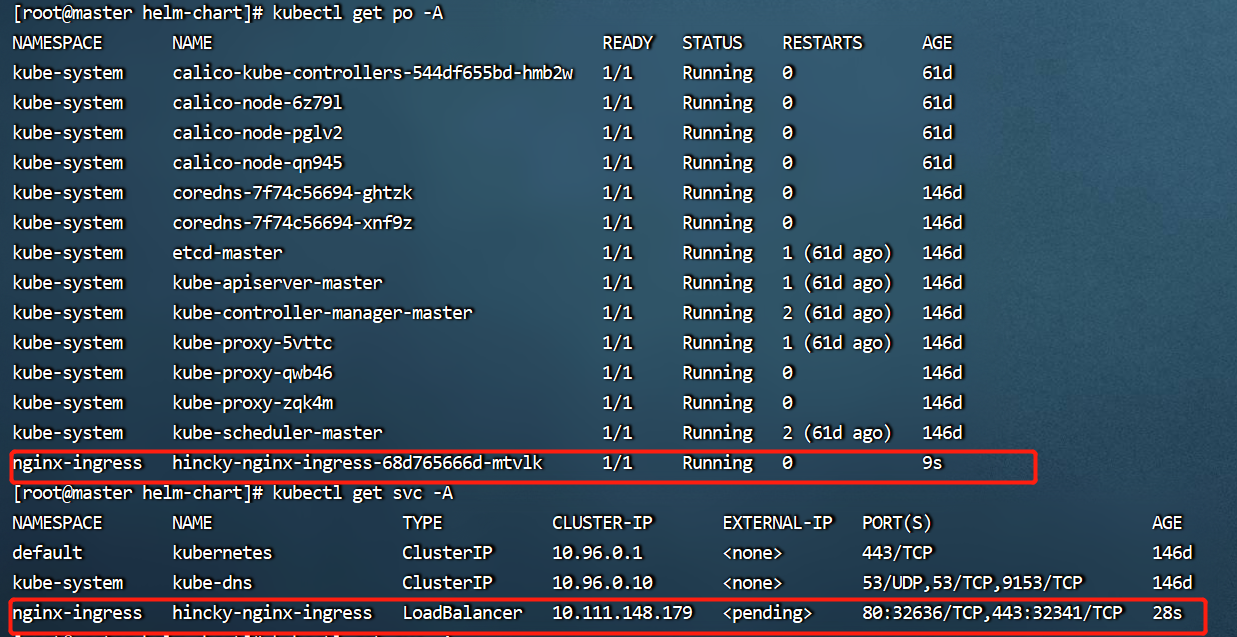 [root@master helm-chart]# kubectl get po -A
NAMESPACE NAME READY STATUS RESTARTS AGE
kube-system calico-kube-controllers-544df655bd-hmb2w 1/1 Running 0 61d
kube-system calico-node-6z79l 1/1 Running 0 61d
kube-system calico-node-pglv2 1/1 Running 0 61d
kube-system calico-node-qn945 1/1 Running 0 61d
kube-system coredns-7f74c56694-ghtzk 1/1 Running 0 146d
kube-system coredns-7f74c56694-xnf9z 1/1 Running 0 146d
kube-system etcd-master 1/1 Running 1 (61d ago) 146d
kube-system kube-apiserver-master 1/1 Running 1 (61d ago) 146d
kube-system kube-controller-manager-master 1/1 Running 2 (61d ago) 146d
kube-system kube-proxy-5vttc 1/1 Running 1 (61d ago) 146d
kube-system kube-proxy-qwb46 1/1 Running 0 146d
kube-system kube-proxy-zqk4m 1/1 Running 0 146d
kube-system kube-scheduler-master 1/1 Running 2 (61d ago) 146d
nginx-ingress hincky-nginx-ingress-68d765666d-mtvlk 1/1 Running 0 9s
[root@master helm-chart]# kubectl get svc -A
NAMESPACE NAME TYPE CLUSTER-IP EXTERNAL-IP PORT(S) AGE
default kubernetes ClusterIP 10.96.0.1 <none> 443/TCP 146d
kube-system kube-dns ClusterIP 10.96.0.10 <none> 53/UDP,53/TCP,9153/TCP 146d
nginx-ingress hincky-nginx-ingress LoadBalancer 10.111.148.179 <pending> 80:32636/TCP,443:32341/TCP 28s